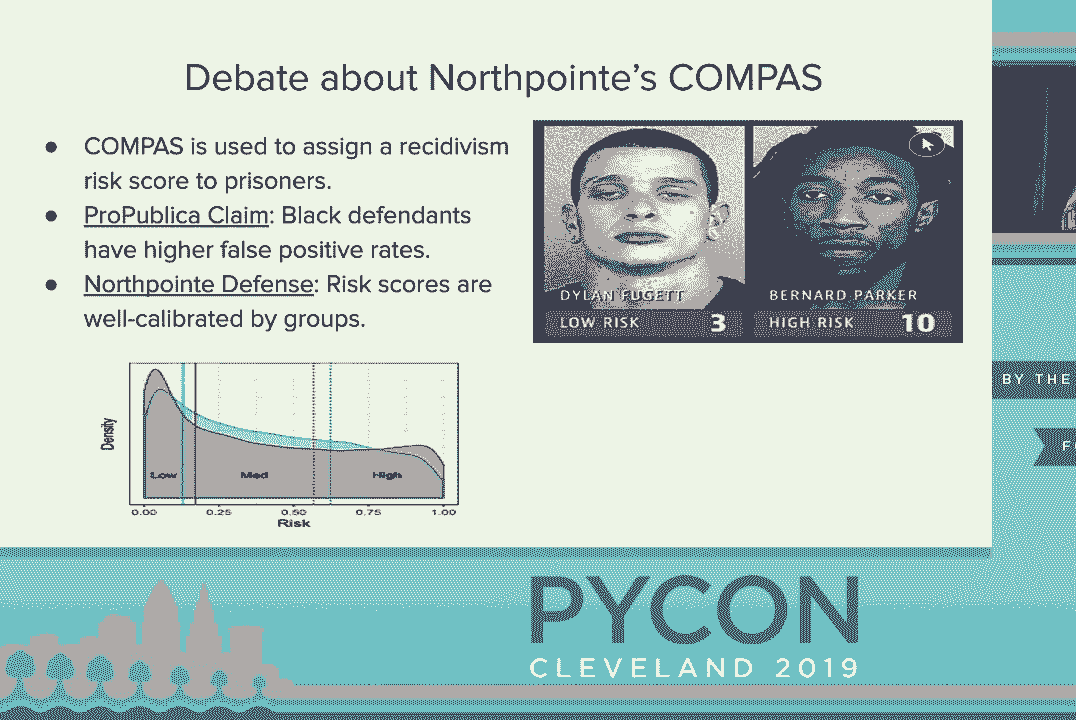 Debate about Northpointe's COMPAS
● COMPAS is used to assign a recidivism
risk score to prisoners.
● ProPublica Claim: Black defendants
have higher false positive rates.
● Northpointe Defense: Risk scores are
well-calibrated by groups.
DYLAN FUGETT
LOW RISK 3
BERNARD PARKER
HIGH RISK 10
Density
Low Med High
0.00 0.25 0.50 0.75 1.00
Risk
BY THE
F
PYCON
CLEVELAND 2019